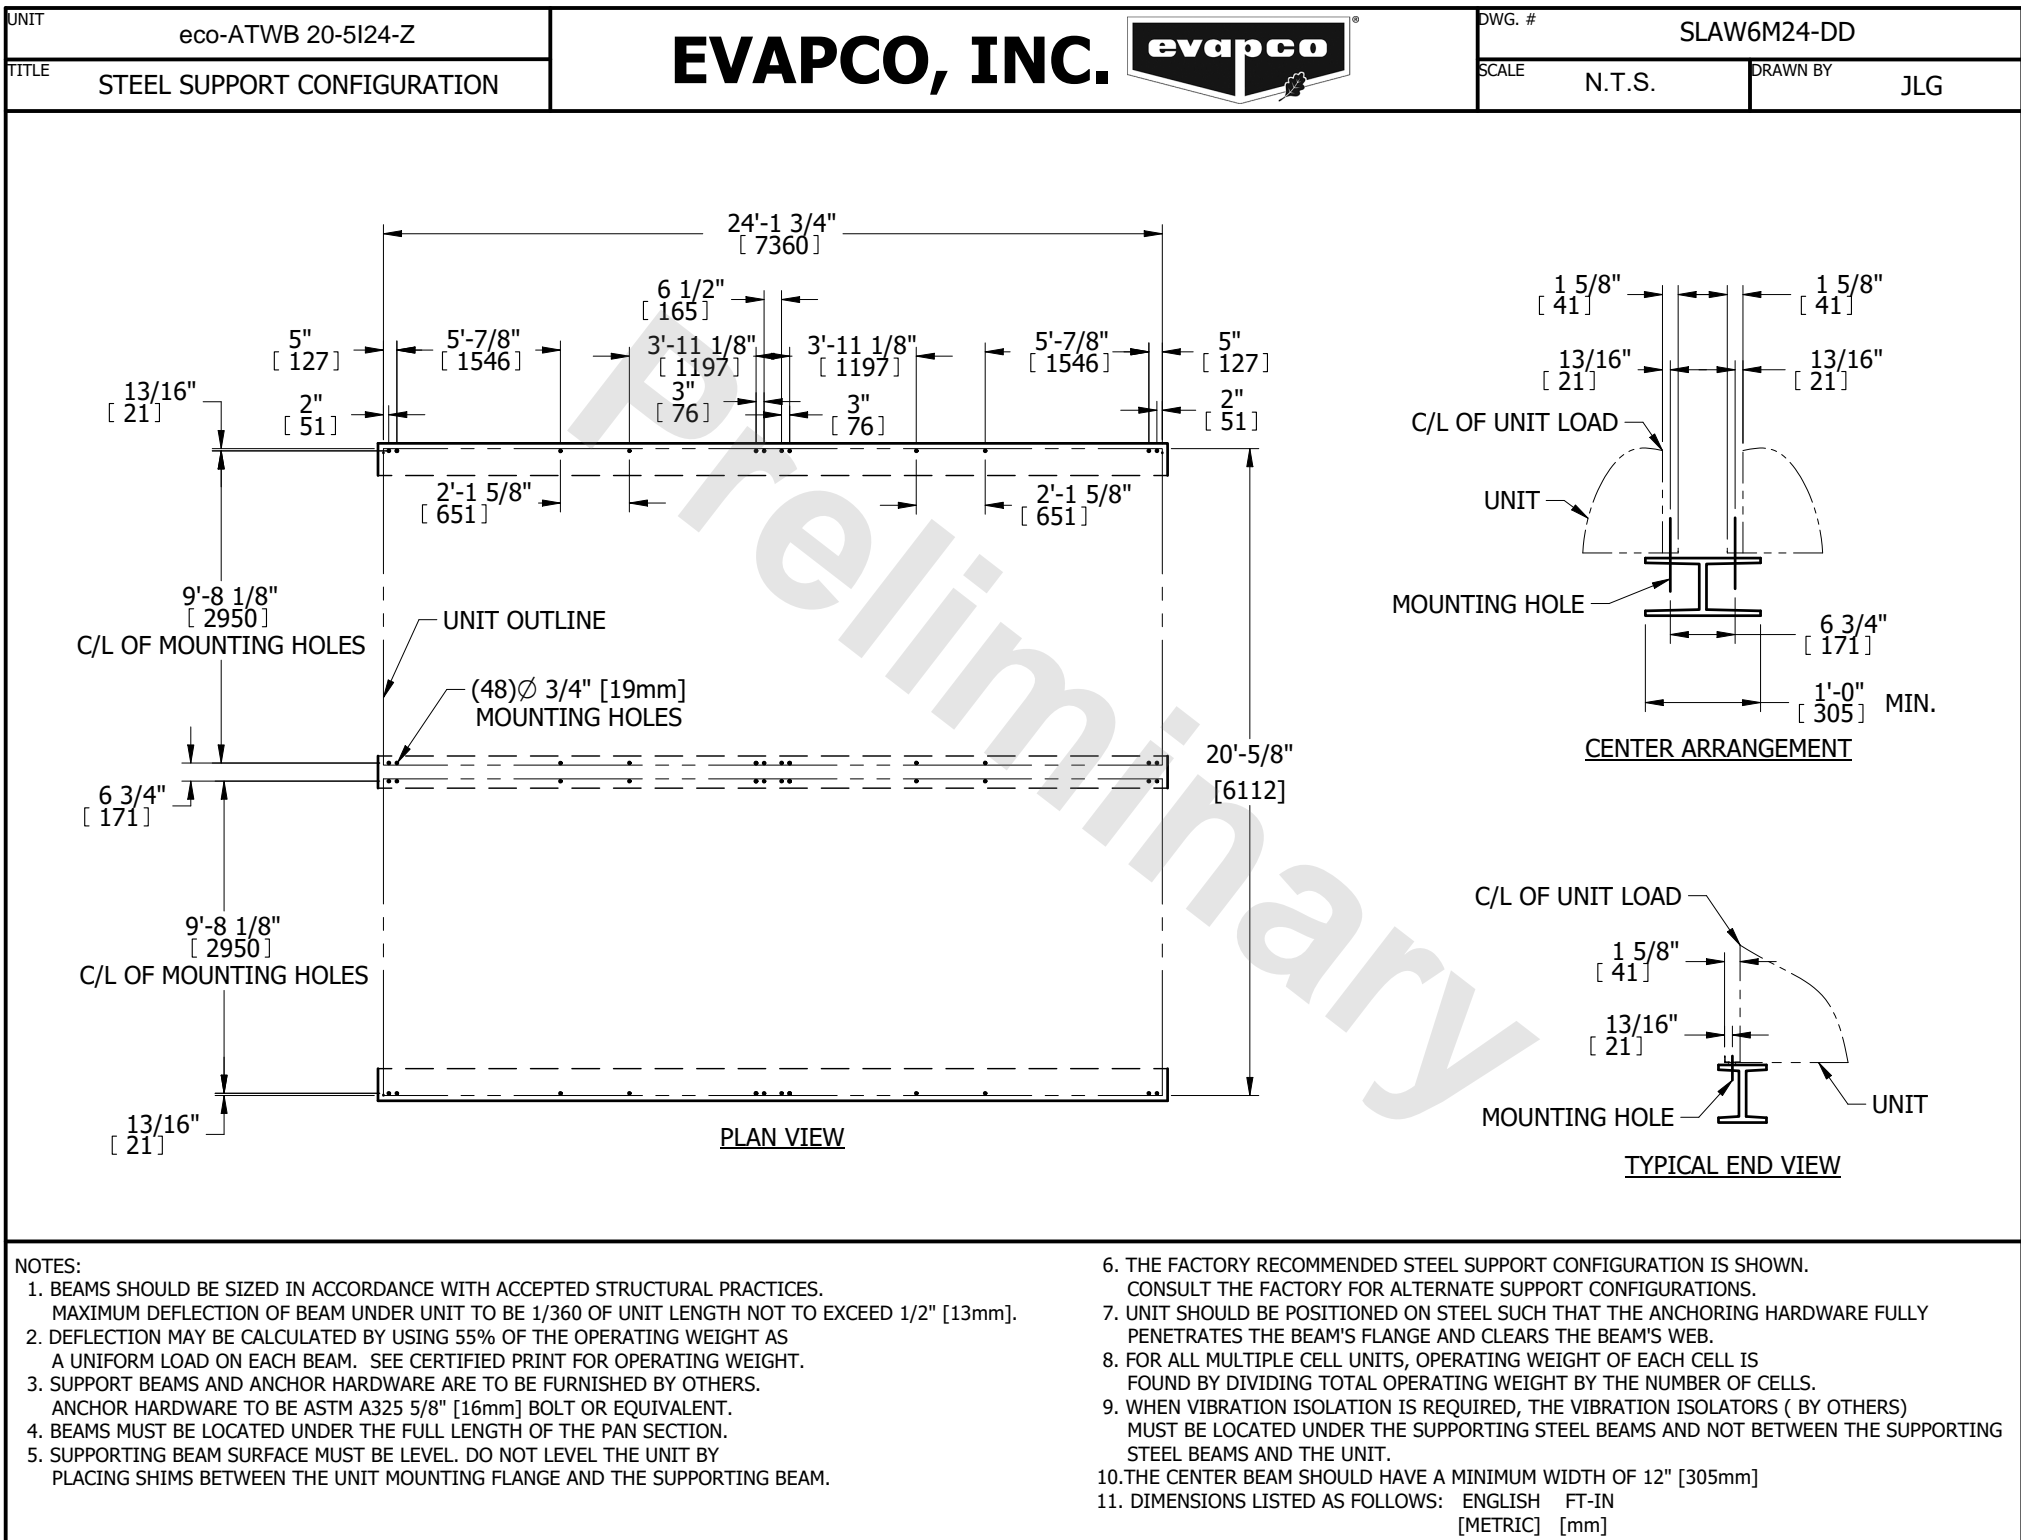 UNIT
eco-ATWB 20-5I24-Z
TITLE
STEEL SUPPORT CONFIGURATION
EVAPCO, INC.
evapco
®
DWG. #
SLAW6M24-DD
SCALE
N.T.S.
DRAWN BY
JLG
24'-1 3/4"
[ 7360]
6 1/2"
[ 165]
5"
[ 127]
5'-7/8"
[ 1546]
3'-11 1/8"
[ 1197]
3'-11 1/8"
[ 1197]
5'-7/8"
[ 1546]
5"
[ 127]
13/16"
[ 21]
2"
[ 51]
3"
[ 76]
3"
[ 76]
2"
[ 51]
2'-1 5/8"
[ 651]
2'-1 5/8"
[ 651]
9'-8 1/8"
[ 2950]
C/L OF MOUNTING HOLES
UNIT OUTLINE
(48)Ø 3/4" [19mm]
MOUNTING HOLES
6 3/4"
[ 171]
20'-5/8"
[6112]
9'-8 1/8"
[ 2950]
C/L OF MOUNTING HOLES
13/16"
[ 21]
PLAN VIEW
Preliminary
1 5/8"
[ 41]
1 5/8"
[ 41]
13/16"
[ 21]
13/16"
[ 21]
C/L OF UNIT LOAD
UNIT
MOUNTING HOLE
6 3/4"
[ 171]
1'-0"
[ 305]
MIN.
CENTER ARRANGEMENT
C/L OF UNIT LOAD
1 5/8"
[ 41]
13/16"
[ 21]
MOUNTING HOLE
UNIT
TYPICAL END VIEW
NOTES:
1. BEAMS SHOULD BE SIZED IN ACCORDANCE WITH ACCEPTED STRUCTURAL PRACTICES.
MAXIMUM DEFLECTION OF BEAM UNDER UNIT TO BE 1/360 OF UNIT LENGTH NOT TO EXCEED 1/2" [13mm].
2. DEFLECTION MAY BE CALCULATED BY USING 55% OF THE OPERATING WEIGHT AS
A UNIFORM LOAD ON EACH BEAM. SEE CERTIFIED PRINT FOR OPERATING WEIGHT.
3. SUPPORT BEAMS AND ANCHOR HARDWARE ARE TO BE FURNISHED BY OTHERS.
ANCHOR HARDWARE TO BE ASTM A325 5/8" [16mm] BOLT OR EQUIVALENT.
4. BEAMS MUST BE LOCATED UNDER THE FULL LENGTH OF THE PAN SECTION.
5. SUPPORTING BEAM SURFACE MUST BE LEVEL. DO NOT LEVEL THE UNIT BY
PLACING SHIMS BETWEEN THE UNIT MOUNTING FLANGE AND THE SUPPORTING BEAM.
6. THE FACTORY RECOMMENDED STEEL SUPPORT CONFIGURATION IS SHOWN.
CONSULT THE FACTORY FOR ALTERNATE SUPPORT CONFIGURATIONS.
7. UNIT SHOULD BE POSITIONED ON STEEL SUCH THAT THE ANCHORING HARDWARE FULLY
PENETRATES THE BEAM'S FLANGE AND CLEARS THE BEAM'S WEB.
8. FOR ALL MULTIPLE CELL UNITS, OPERATING WEIGHT OF EACH CELL IS
FOUND BY DIVIDING TOTAL OPERATING WEIGHT BY THE NUMBER OF CELLS.
9. WHEN VIBRATION ISOLATION IS REQUIRED, THE VIBRATION ISOLATORS ( BY OTHERS)
MUST BE LOCATED UNDER THE SUPPORTING STEEL BEAMS AND NOT BETWEEN THE SUPPORTING
STEEL BEAMS AND THE UNIT.
10.THE CENTER BEAM SHOULD HAVE A MINIMUM WIDTH OF 12" [305mm]
11. DIMENSIONS LISTED AS FOLLOWS: ENGLISH FT-IN
[METRIC] [mm]